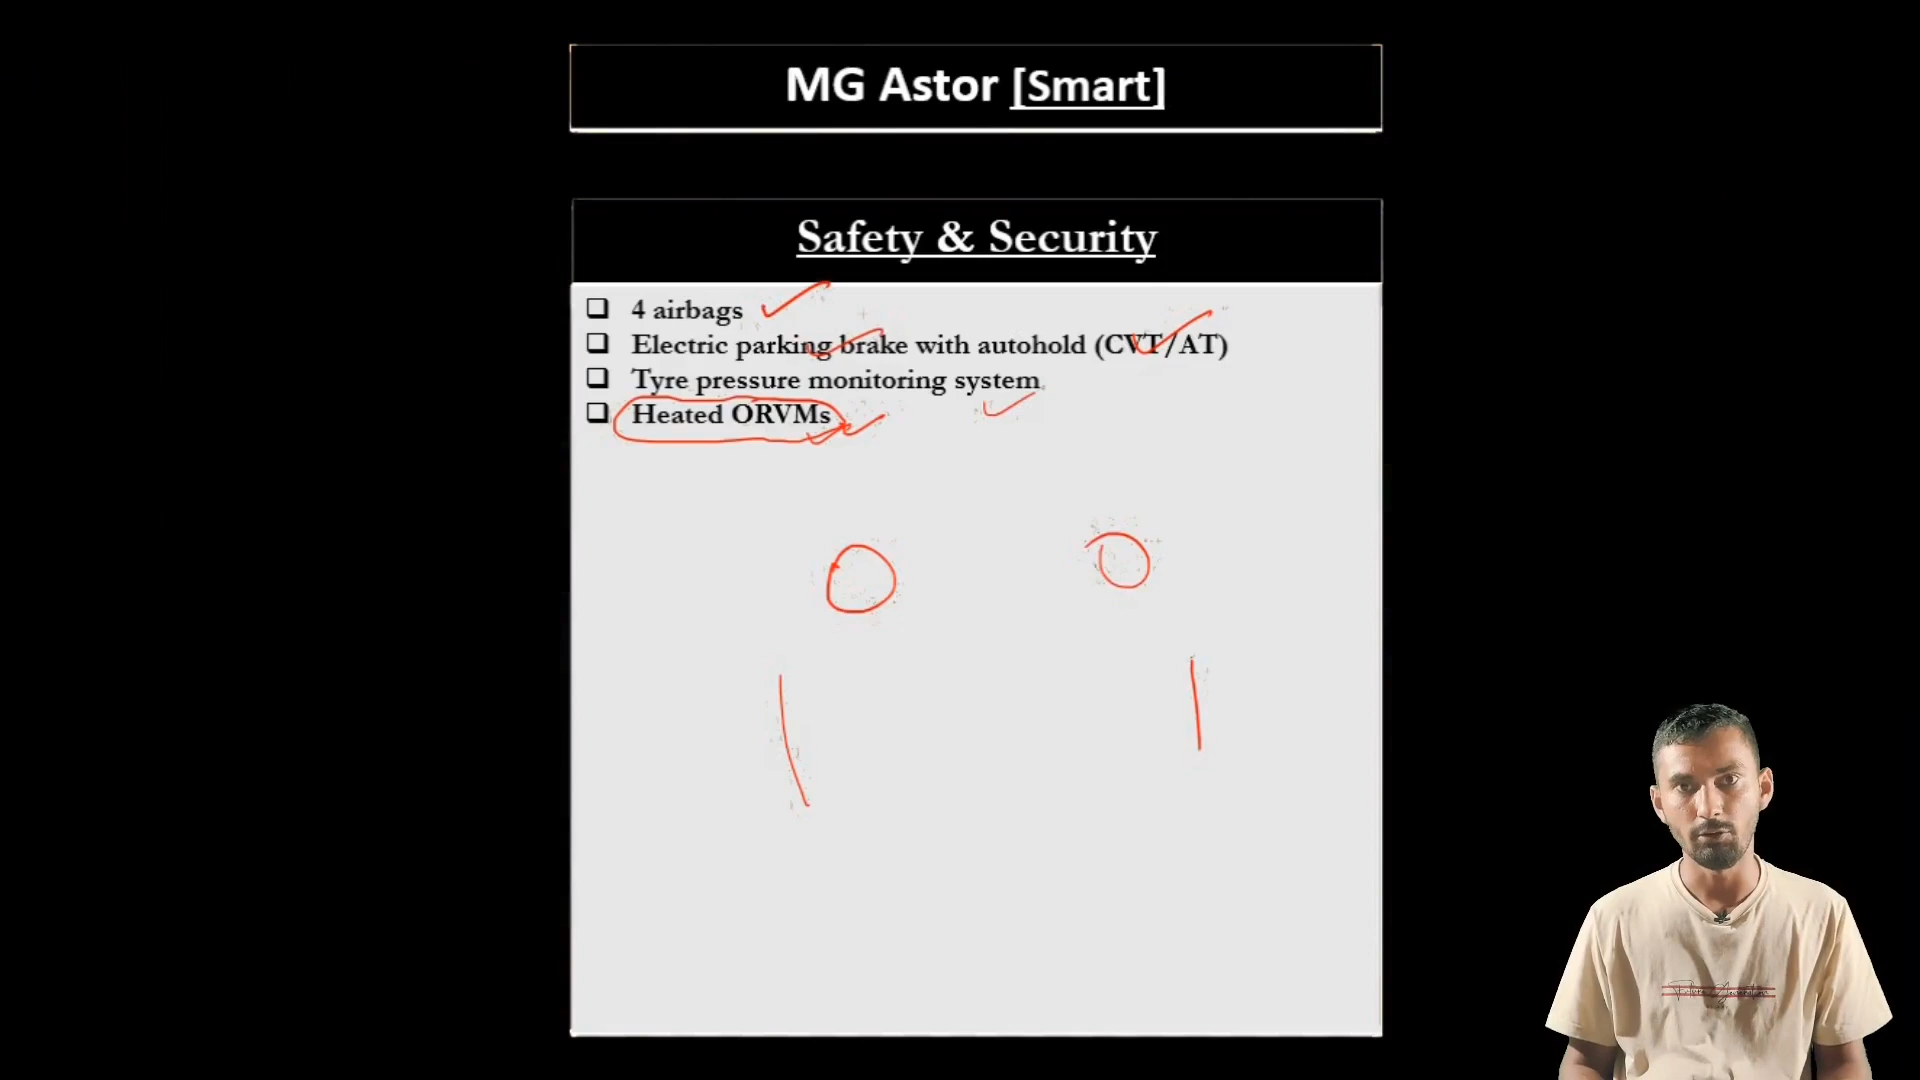 MG Astor [Smart]
Safety & Security
4 airbags
Electric parking brake with autohold (CVT/AT)
Tyre pressure monitoring system
Heated ORVMs